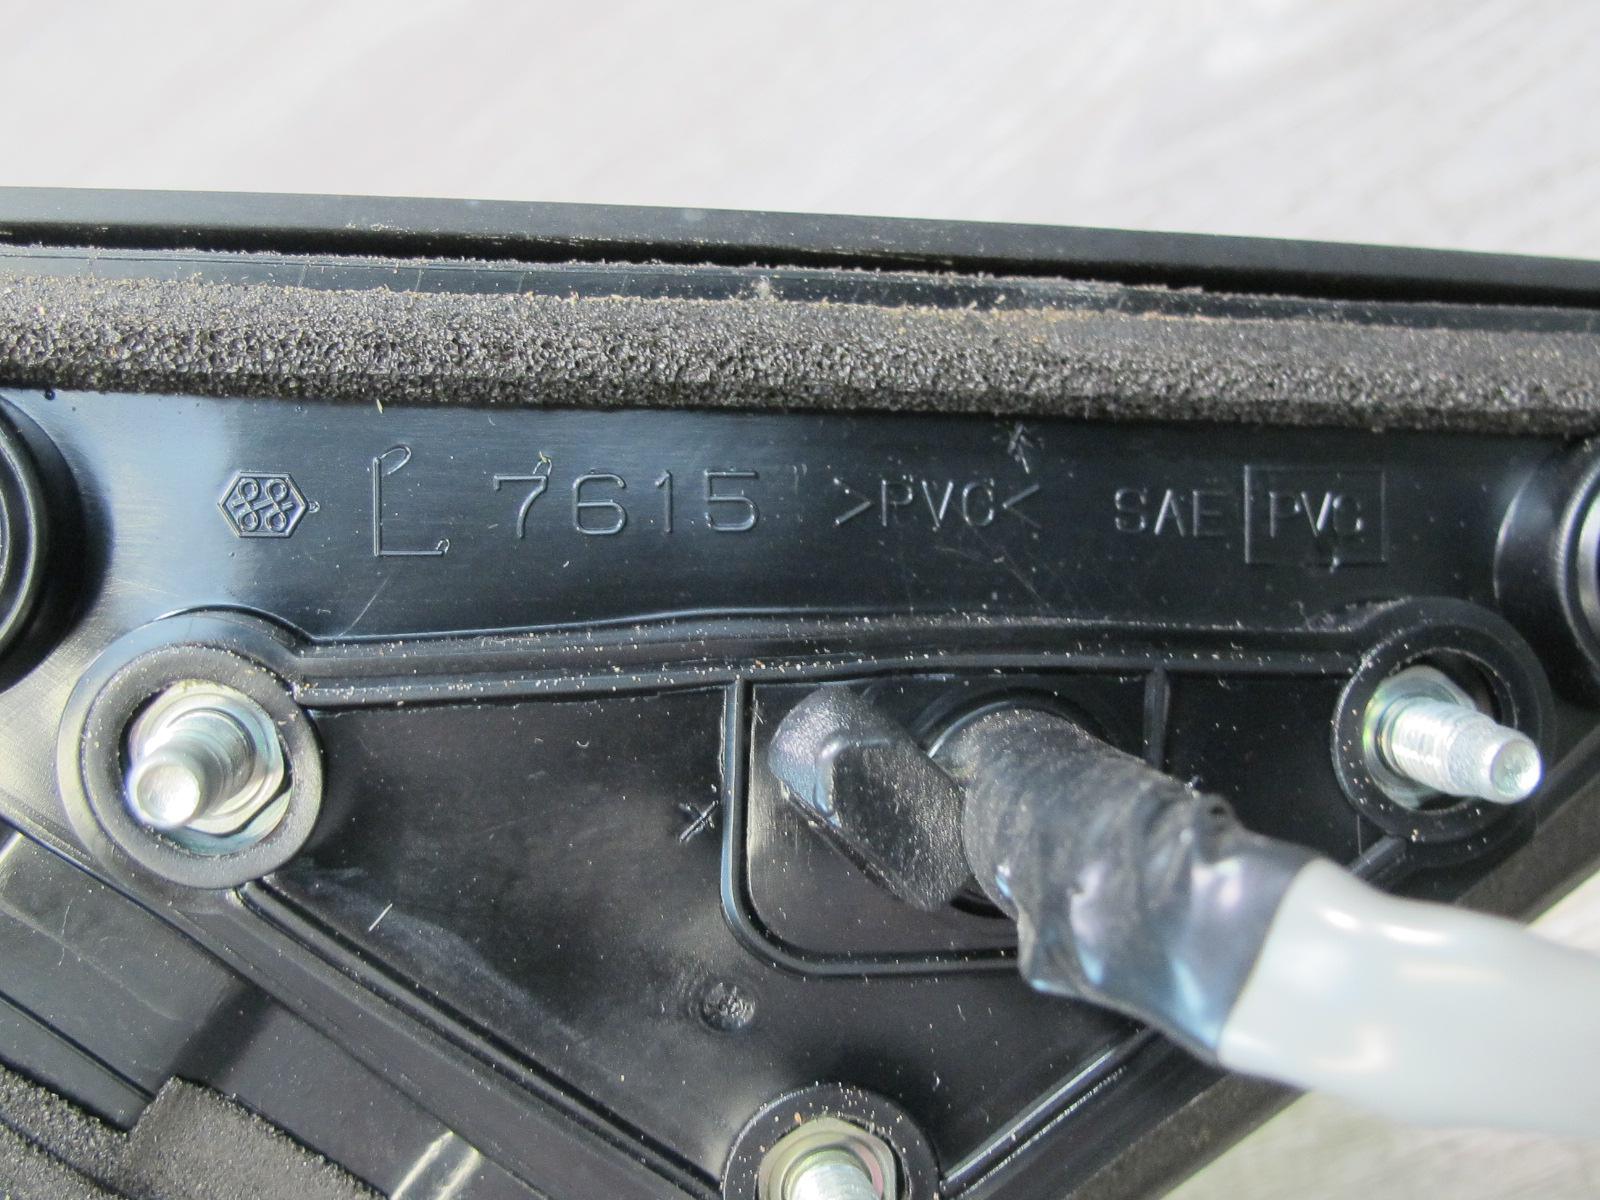 L 7615 >PVC< SAE PVC